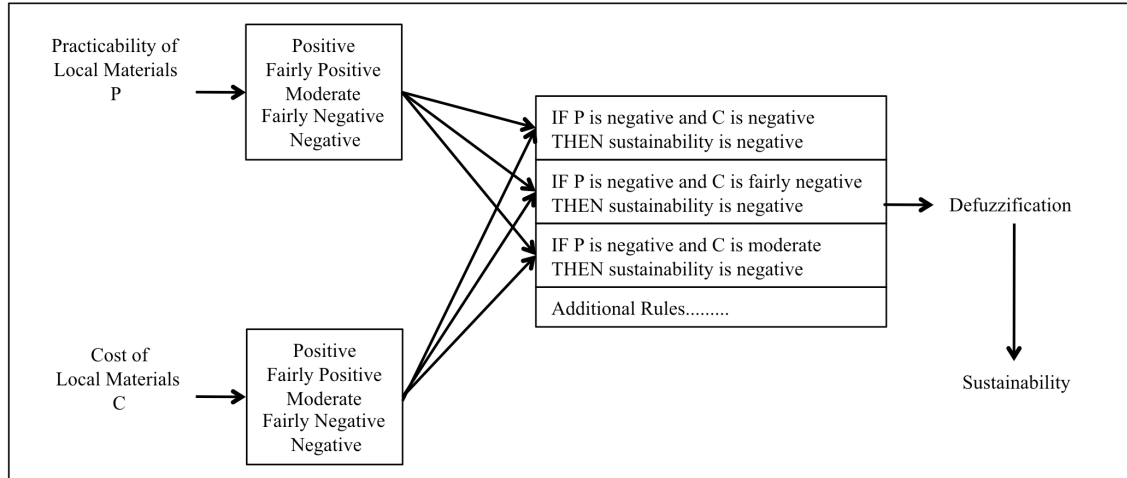 Practicability of
Local Materials
P
Positive
Fairly Positive
Moderate
Fairly Negative
Negative
IF P is negative and C is negative
THEN sustainability is negative
IF P is negative and C is fairly negative
THEN sustainability is negative
IF P is negative and C is moderate
THEN sustainability is negative
Additional Rules.........
Defuzzification
Sustainability
Cost of
Local Materials
C
Positive
Fairly Positive
Moderate
Fairly Negative
Negative